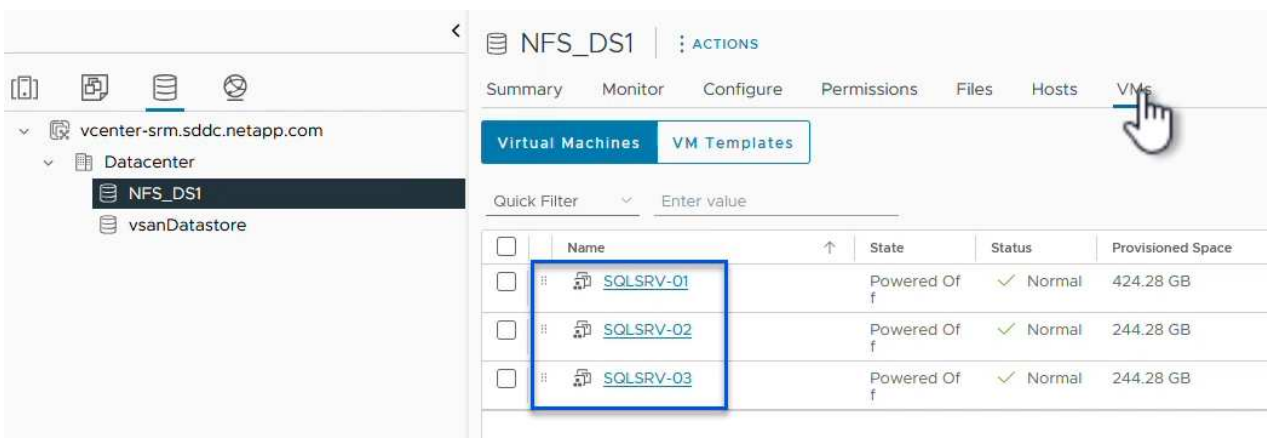 NFS_DS1
ACTIONS
Summary Monitor Configure Permissions Files Hosts VMs
vcenter-srm.sddc.netapp.com
Datacenter
NFS_DS1
vsanDatastore
Virtual Machines VM Templates
Quick Filter Enter value
Name State Status Provisioned Space
SQLSRV-01 Powered Of Normal 424.28 GB
f
SQLSRV-02 Powered Of Normal 244.28 GB
f
SQLSRV-03 Powered Of Normal 244.28 GB
f